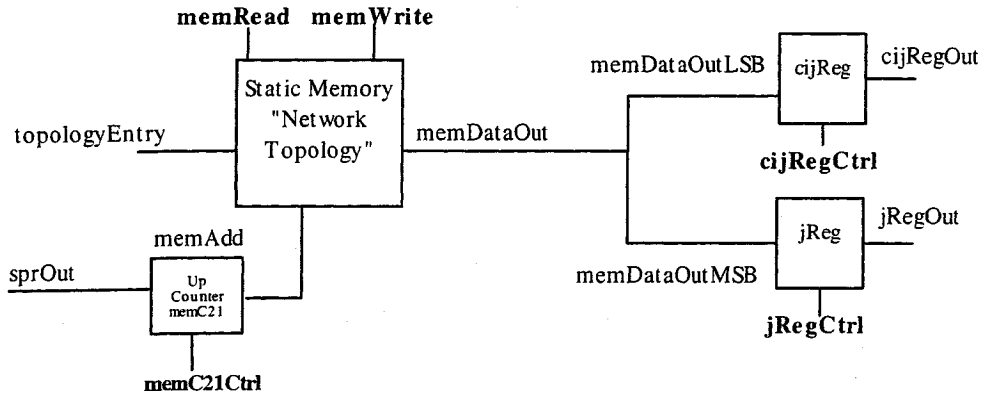 memRead
memWrite
Static Memory
"Network
Topology"
topologyEntry
memDataOut
memDataOutLSB
cijReg
cijRegOut
cijRegCtrl
jReg
jRegOut
memDataOutMSB
jRegCtrl
memAdd
sprOut
Up
Counter
memC21
memC21Ctrl